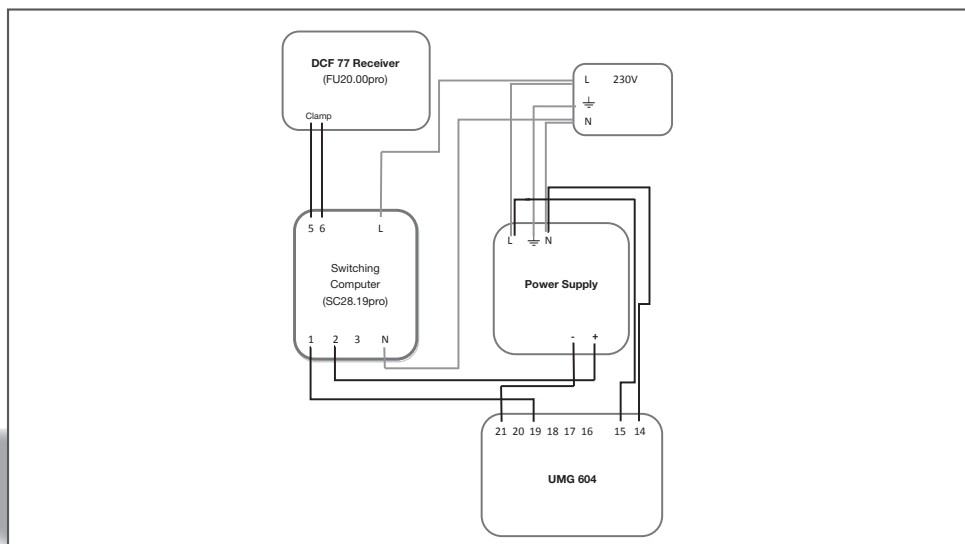 DCF 77 Receiver
(FU20.00pro)
Clamp
L 230V
N
5 6 L
Switching
Computer
(SC28.19pro)
1 2 3 N
L N
Power Supply
- +
21 20 19 18 17 16 15 14
UMG 604